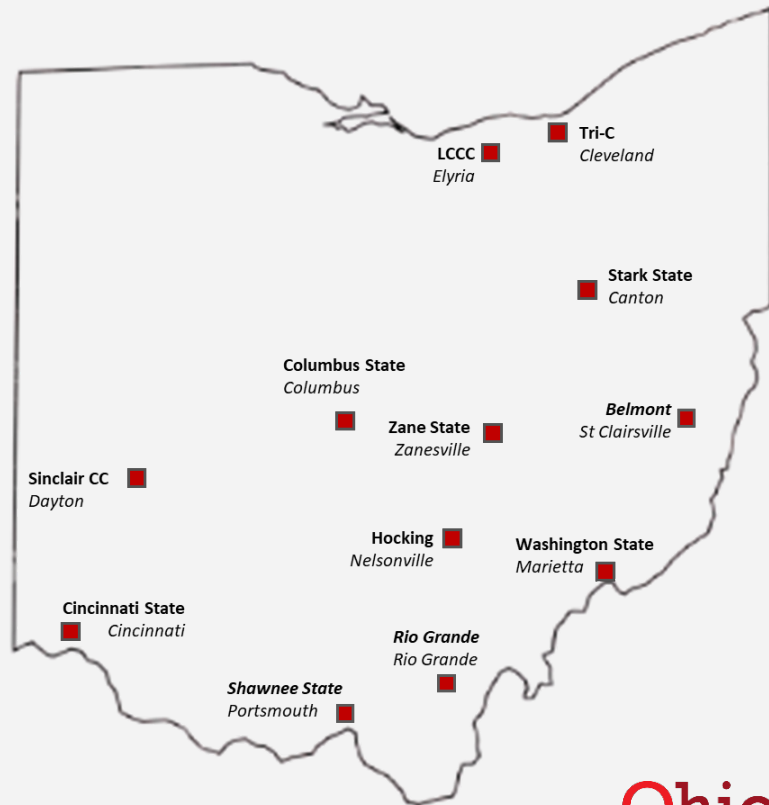 Tri-C
Cleveland
LCCC
Elyria
Stark State
Canton
Columbus State
Columbus
Belmont
St Clairsville
Zane State
Zanesville
Sinclair CC
Dayton
Hocking
Nelsonville
Washington State
Marietta
Cincinnati State
Cincinnati
Rio Grande
Rio Grande
Shawnee State
Portsmouth